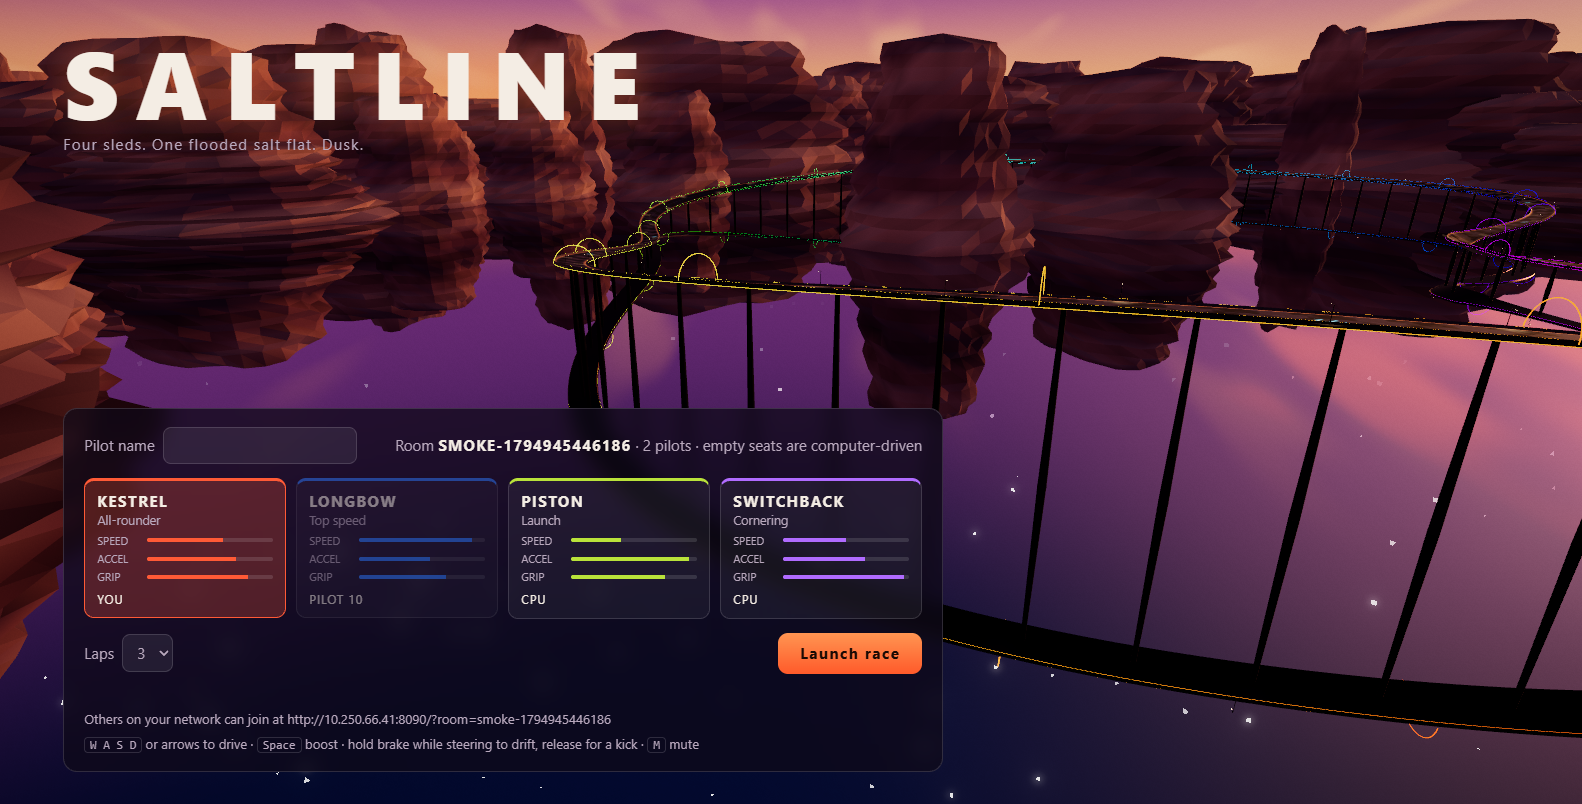 SALTLINE
Four sleds. One flooded salt flat. Dusk.
Pilot name
Room SMOKE-1794945446186 · 2 pilots · empty seats are computer-driven
KESTREL
All-rounder
SPEED
ACCEL
GRIP
YOU
LONGBOW
Top speed
SPEED
ACCEL
GRIP
PILOT 10
PISTON
Launch
SPEED
ACCEL
GRIP
CPU
SWITCHBACK
Cornering
SPEED
ACCEL
GRIP
CPU
Laps 3
Launch race
Others on your network can join at http://10.250.66.41:8090/?room=smoke-1794945446186
W A S D or arrows to drive · Space boost · hold brake while steering to drift, release for a kick · M mute